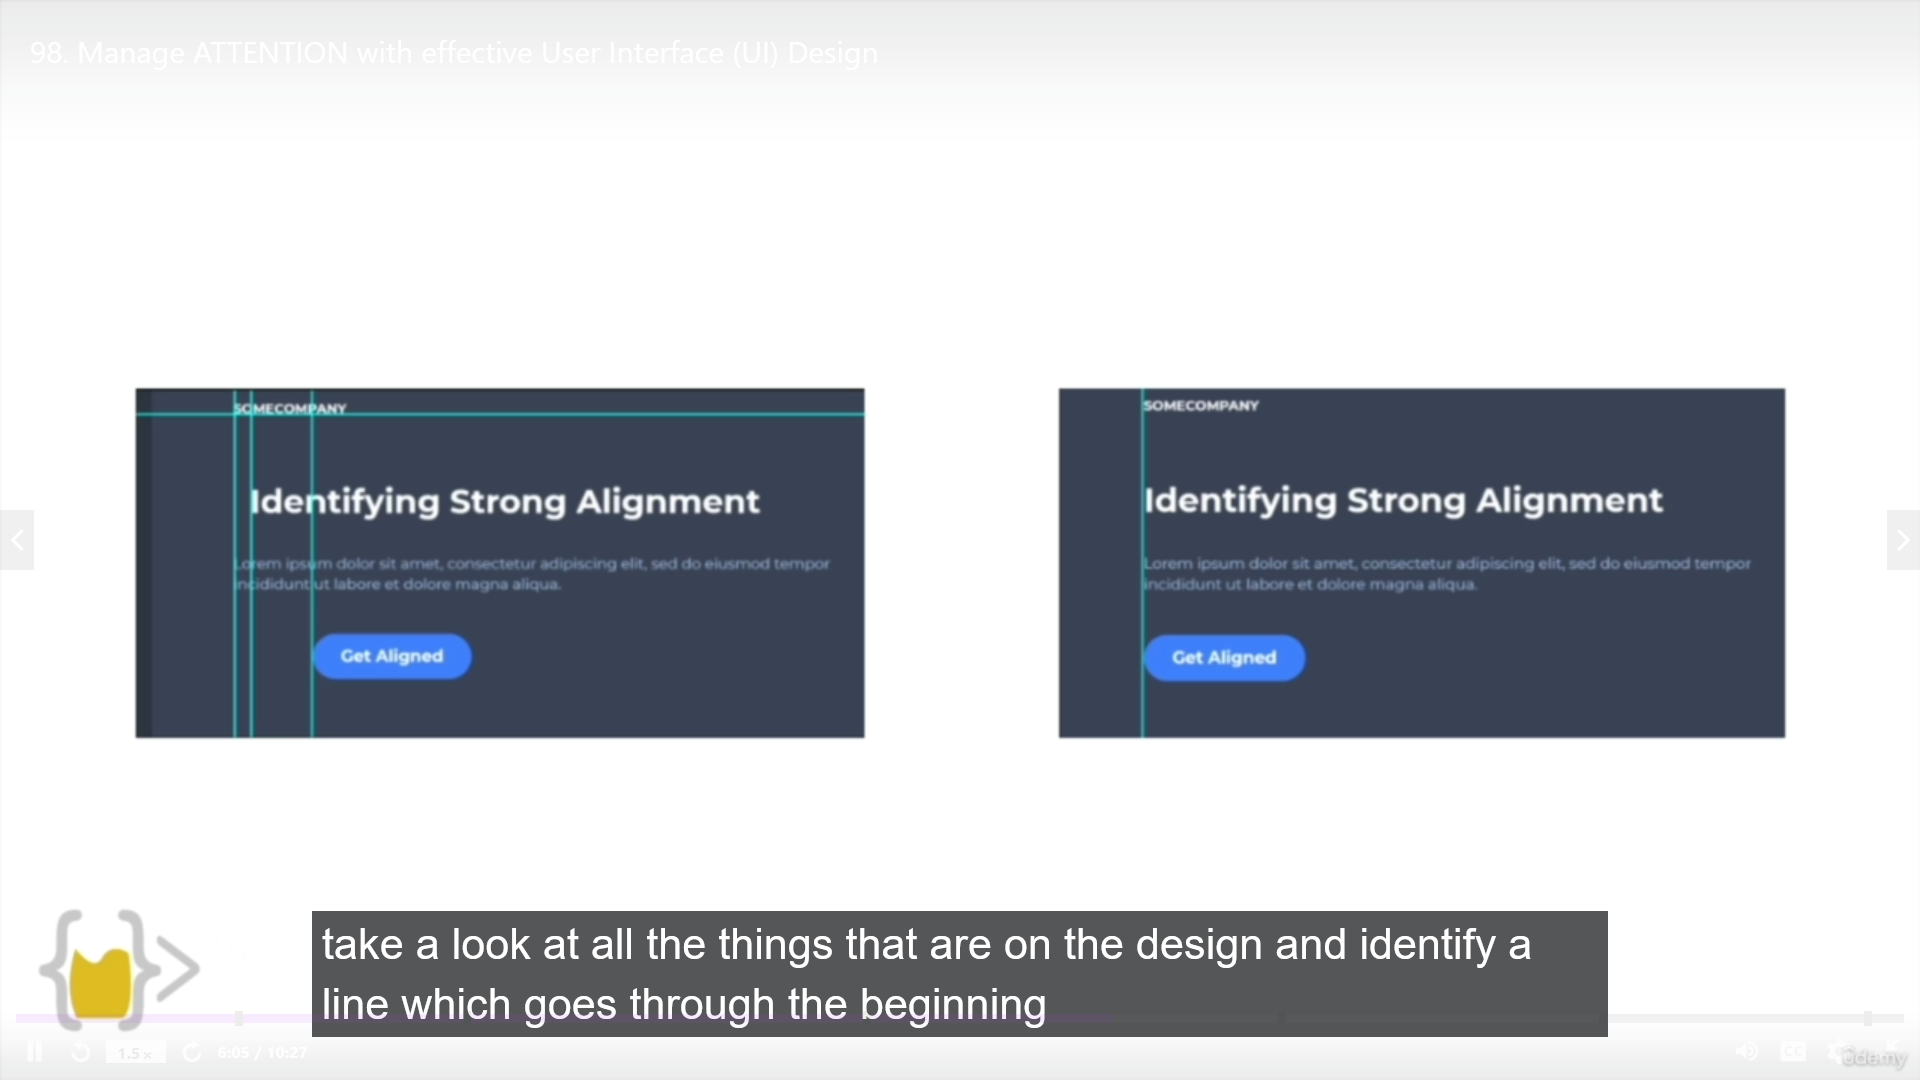 98. Manage ATTENTION with effective User Interface (UI) Design
SOMECOMPANY
Identifying Strong Alignment
Lorem ipsum dolor sit amet, consectetur adipiscing elit, sed do eiusmod tempor
incididunt ut labore et dolore magna aliqua.
Get Aligned
SOMECOMPANY
Identifying Strong Alignment
Lorem ipsum dolor sit amet, consectetur adipiscing elit, sed do eiusmod tempor
incididunt ut labore et dolore magna aliqua.
Get Aligned
take a look at all the things that are on the design and identify a
line which goes through the beginning
1.5x
6:05 / 10:27
CC
ûdemy